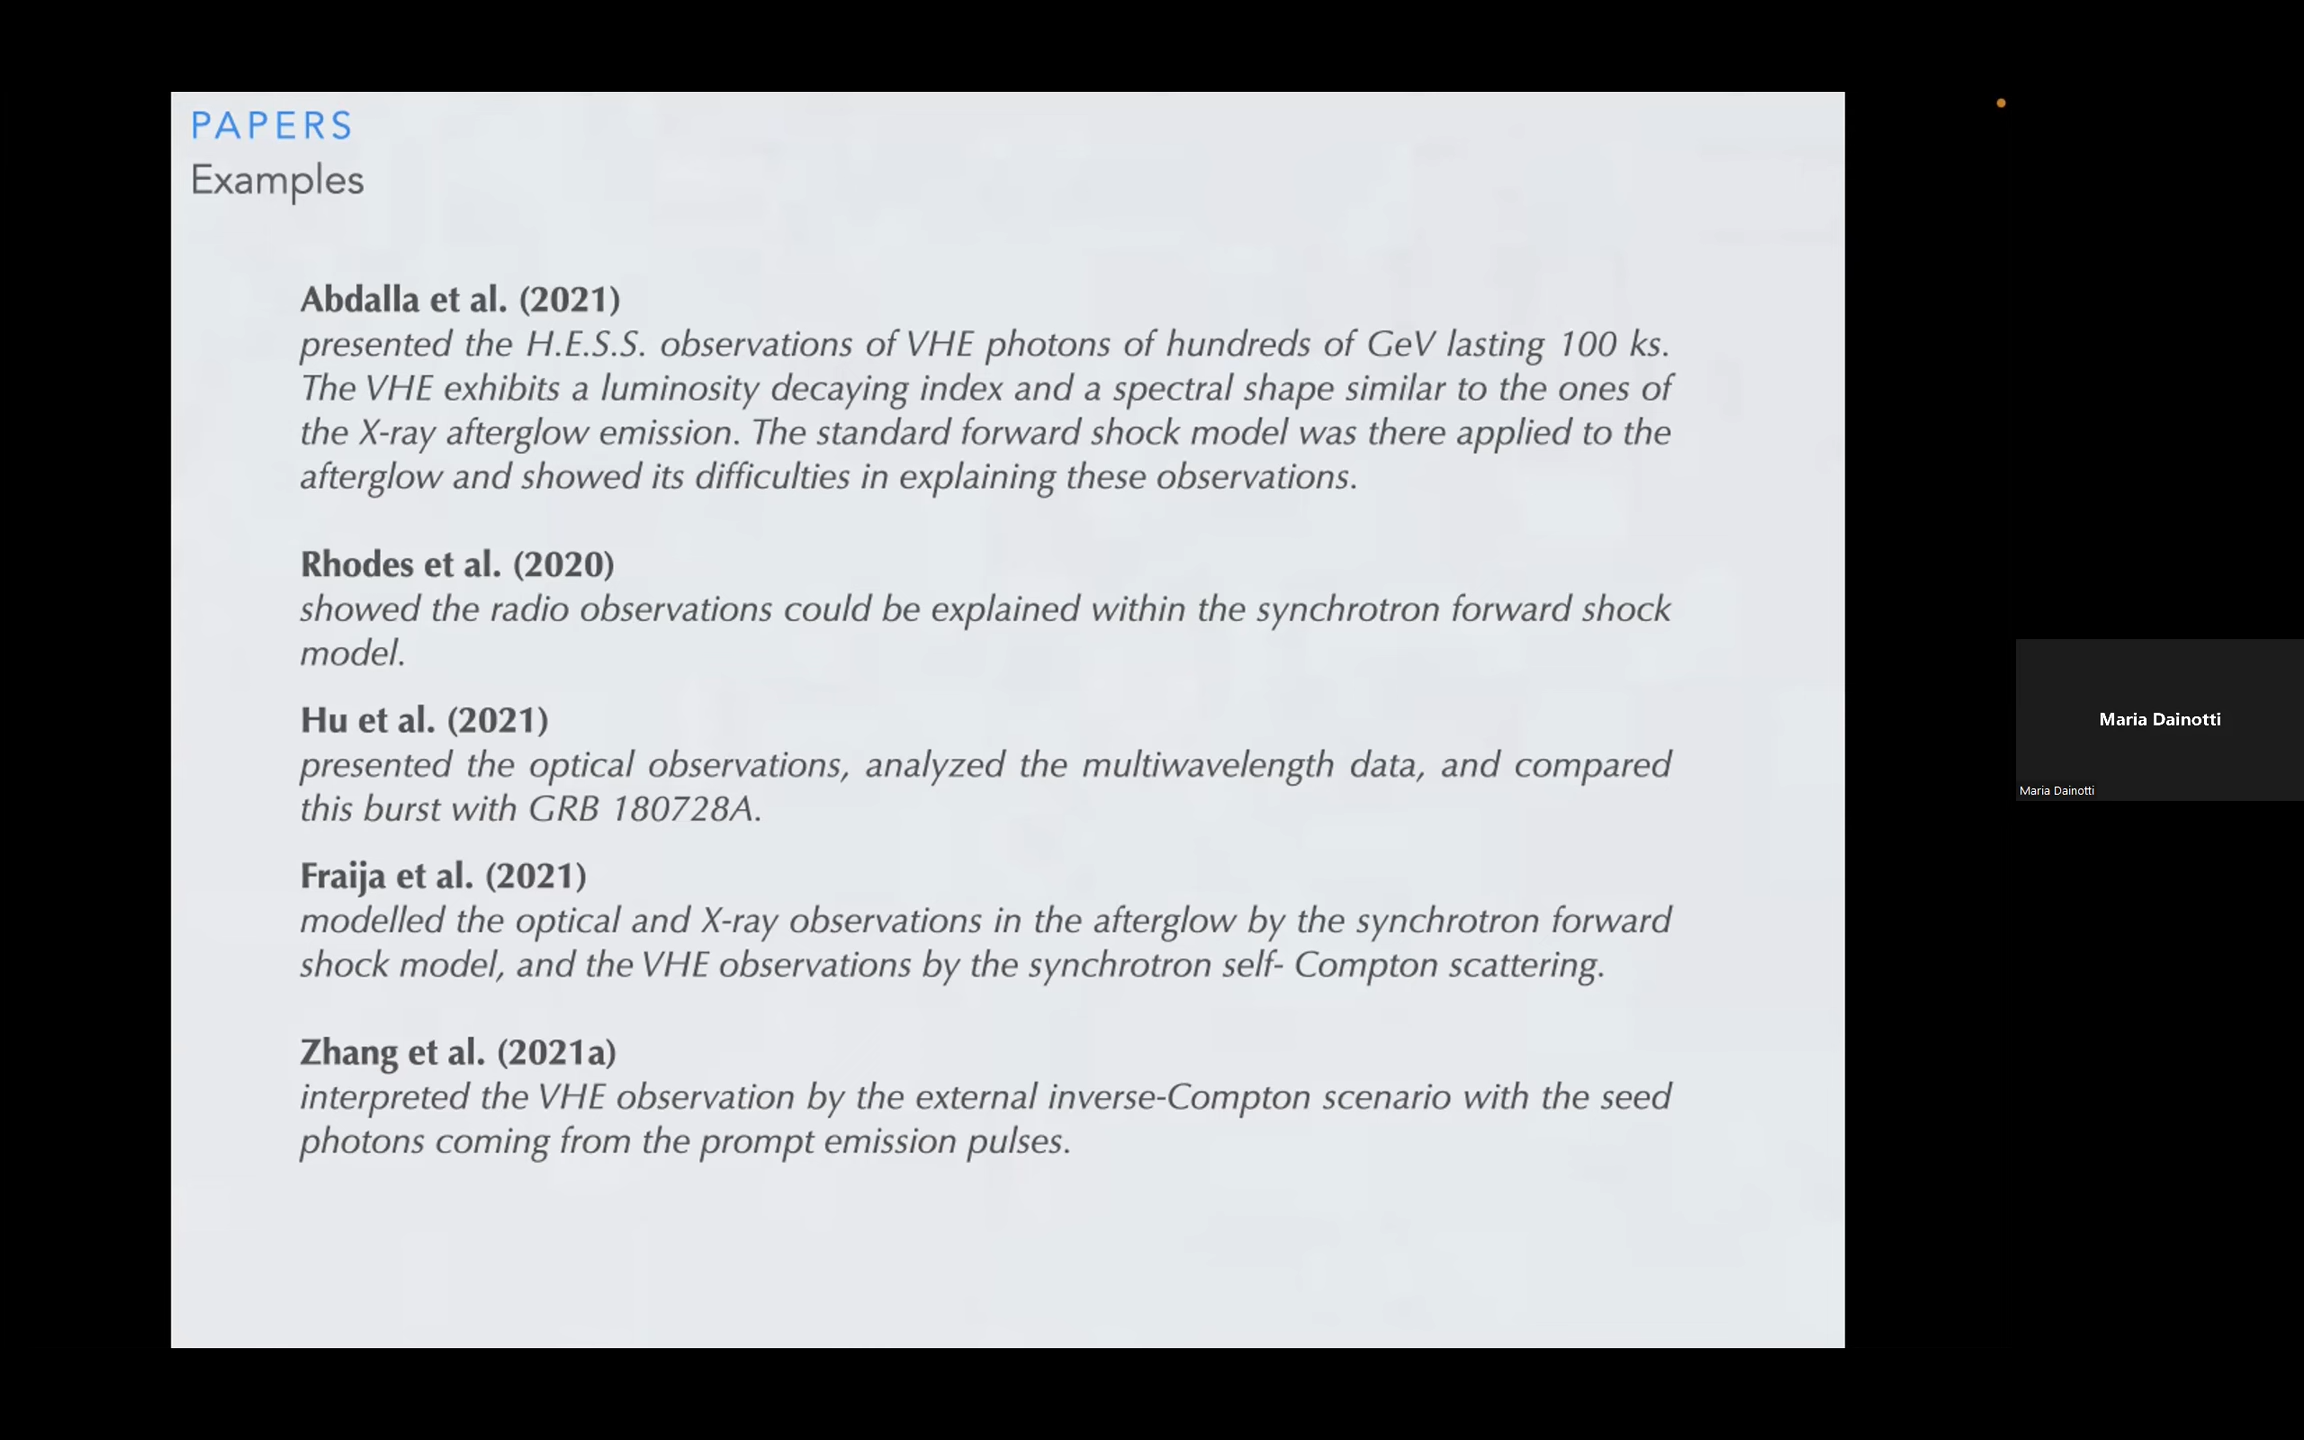 PAPERS
Examples
Abdalla et al. (2021)
presented the H.E.S.S. observations of VHE photons of hundreds of GeV lasting 100 ks.
The VHE exhibits a luminosity decaying index and a spectral shape similar to the ones of
the X-ray afterglow emission. The standard forward shock model was there applied to the
afterglow and showed its difficulties in explaining these observations.
Rhodes et al. (2020)
showed the radio observations could be explained within the synchrotron forward shock
model.
Hu et al. (2021)
presented the optical observations, analyzed the multiwavelength data, and compared
this burst with GRB 180728A.
Fraija et al. (2021)
modelled the optical and X-ray observations in the afterglow by the synchrotron forward
shock model, and the VHE observations by the synchrotron self- Compton scattering.
Zhang et al. (2021a)
interpreted the VHE observation by the external inverse-Compton scenario with the seed
photons coming from the prompt emission pulses.
Maria Dainotti
Maria Dainotti